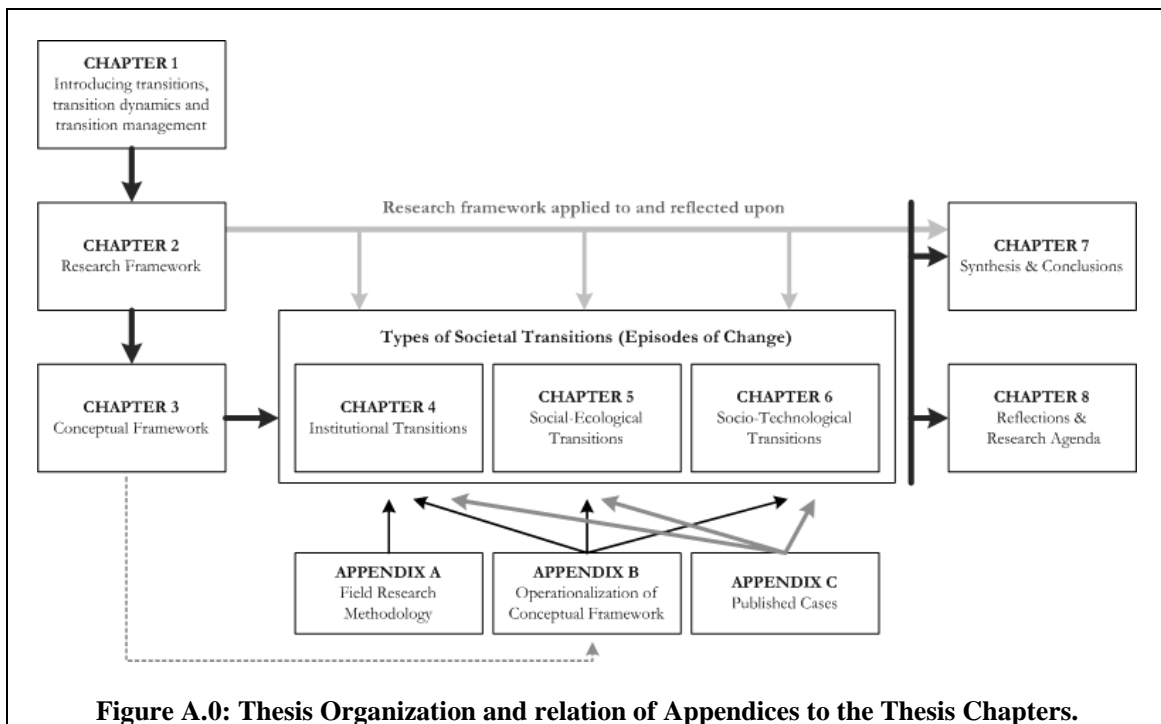 CHAPTER 1
Introducing transitions,
transition dynamics and
transition management
Research framework applied to and reflected upon
CHAPTER 2
Research Framework
CHAPTER 7
Synthesis & Conclusions
Types of Societal Transitions (Episodes of Change)
CHAPTER 3
Conceptual Framework
CHAPTER 4
Institutional Transitions
CHAPTER 5
Social-Ecological
Transitions
CHAPTER 6
Socio-Technological
Transitions
CHAPTER 8
Reflections &
Research Agenda
APPENDIX A
Field Research
Methodology
APPENDIX B
Operationalization of
Conceptual Framework
APPENDIX C
Published Cases
Figure A.0: Thesis Organization and relation of Appendices to the Thesis Chapters.